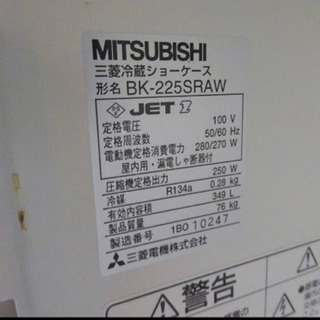 MITSUBISHI
三菱冷蔵ショーケース
形名 BK-225SRAW
JET
定格電圧 100 V
定格周波数 50/60 Hz
電動機定格消費電力 280/270 W
屋内用・漏電しゃ断器付
圧縮機定格出力 250 W
冷媒 R134a 0.28 kg
有効内容積 349 L
製品質量 76 kg
製造番号 1BO 10247
三菱電機株式会社
警告